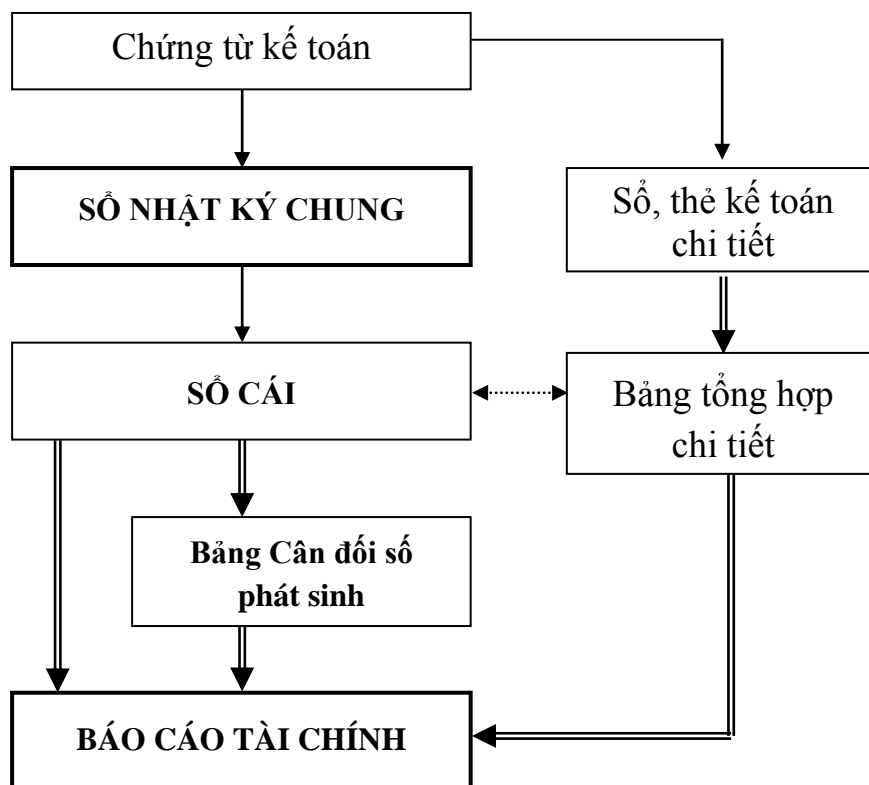 Chứng từ kế toán
SỔ NHẬT KÝ CHUNG
Sổ, thẻ kế toán
chi tiết
SỔ CÁI
Bảng tổng hợp
chi tiết
Bảng Cân đối số
phát sinh
BÁO CÁO TÀI CHÍNH